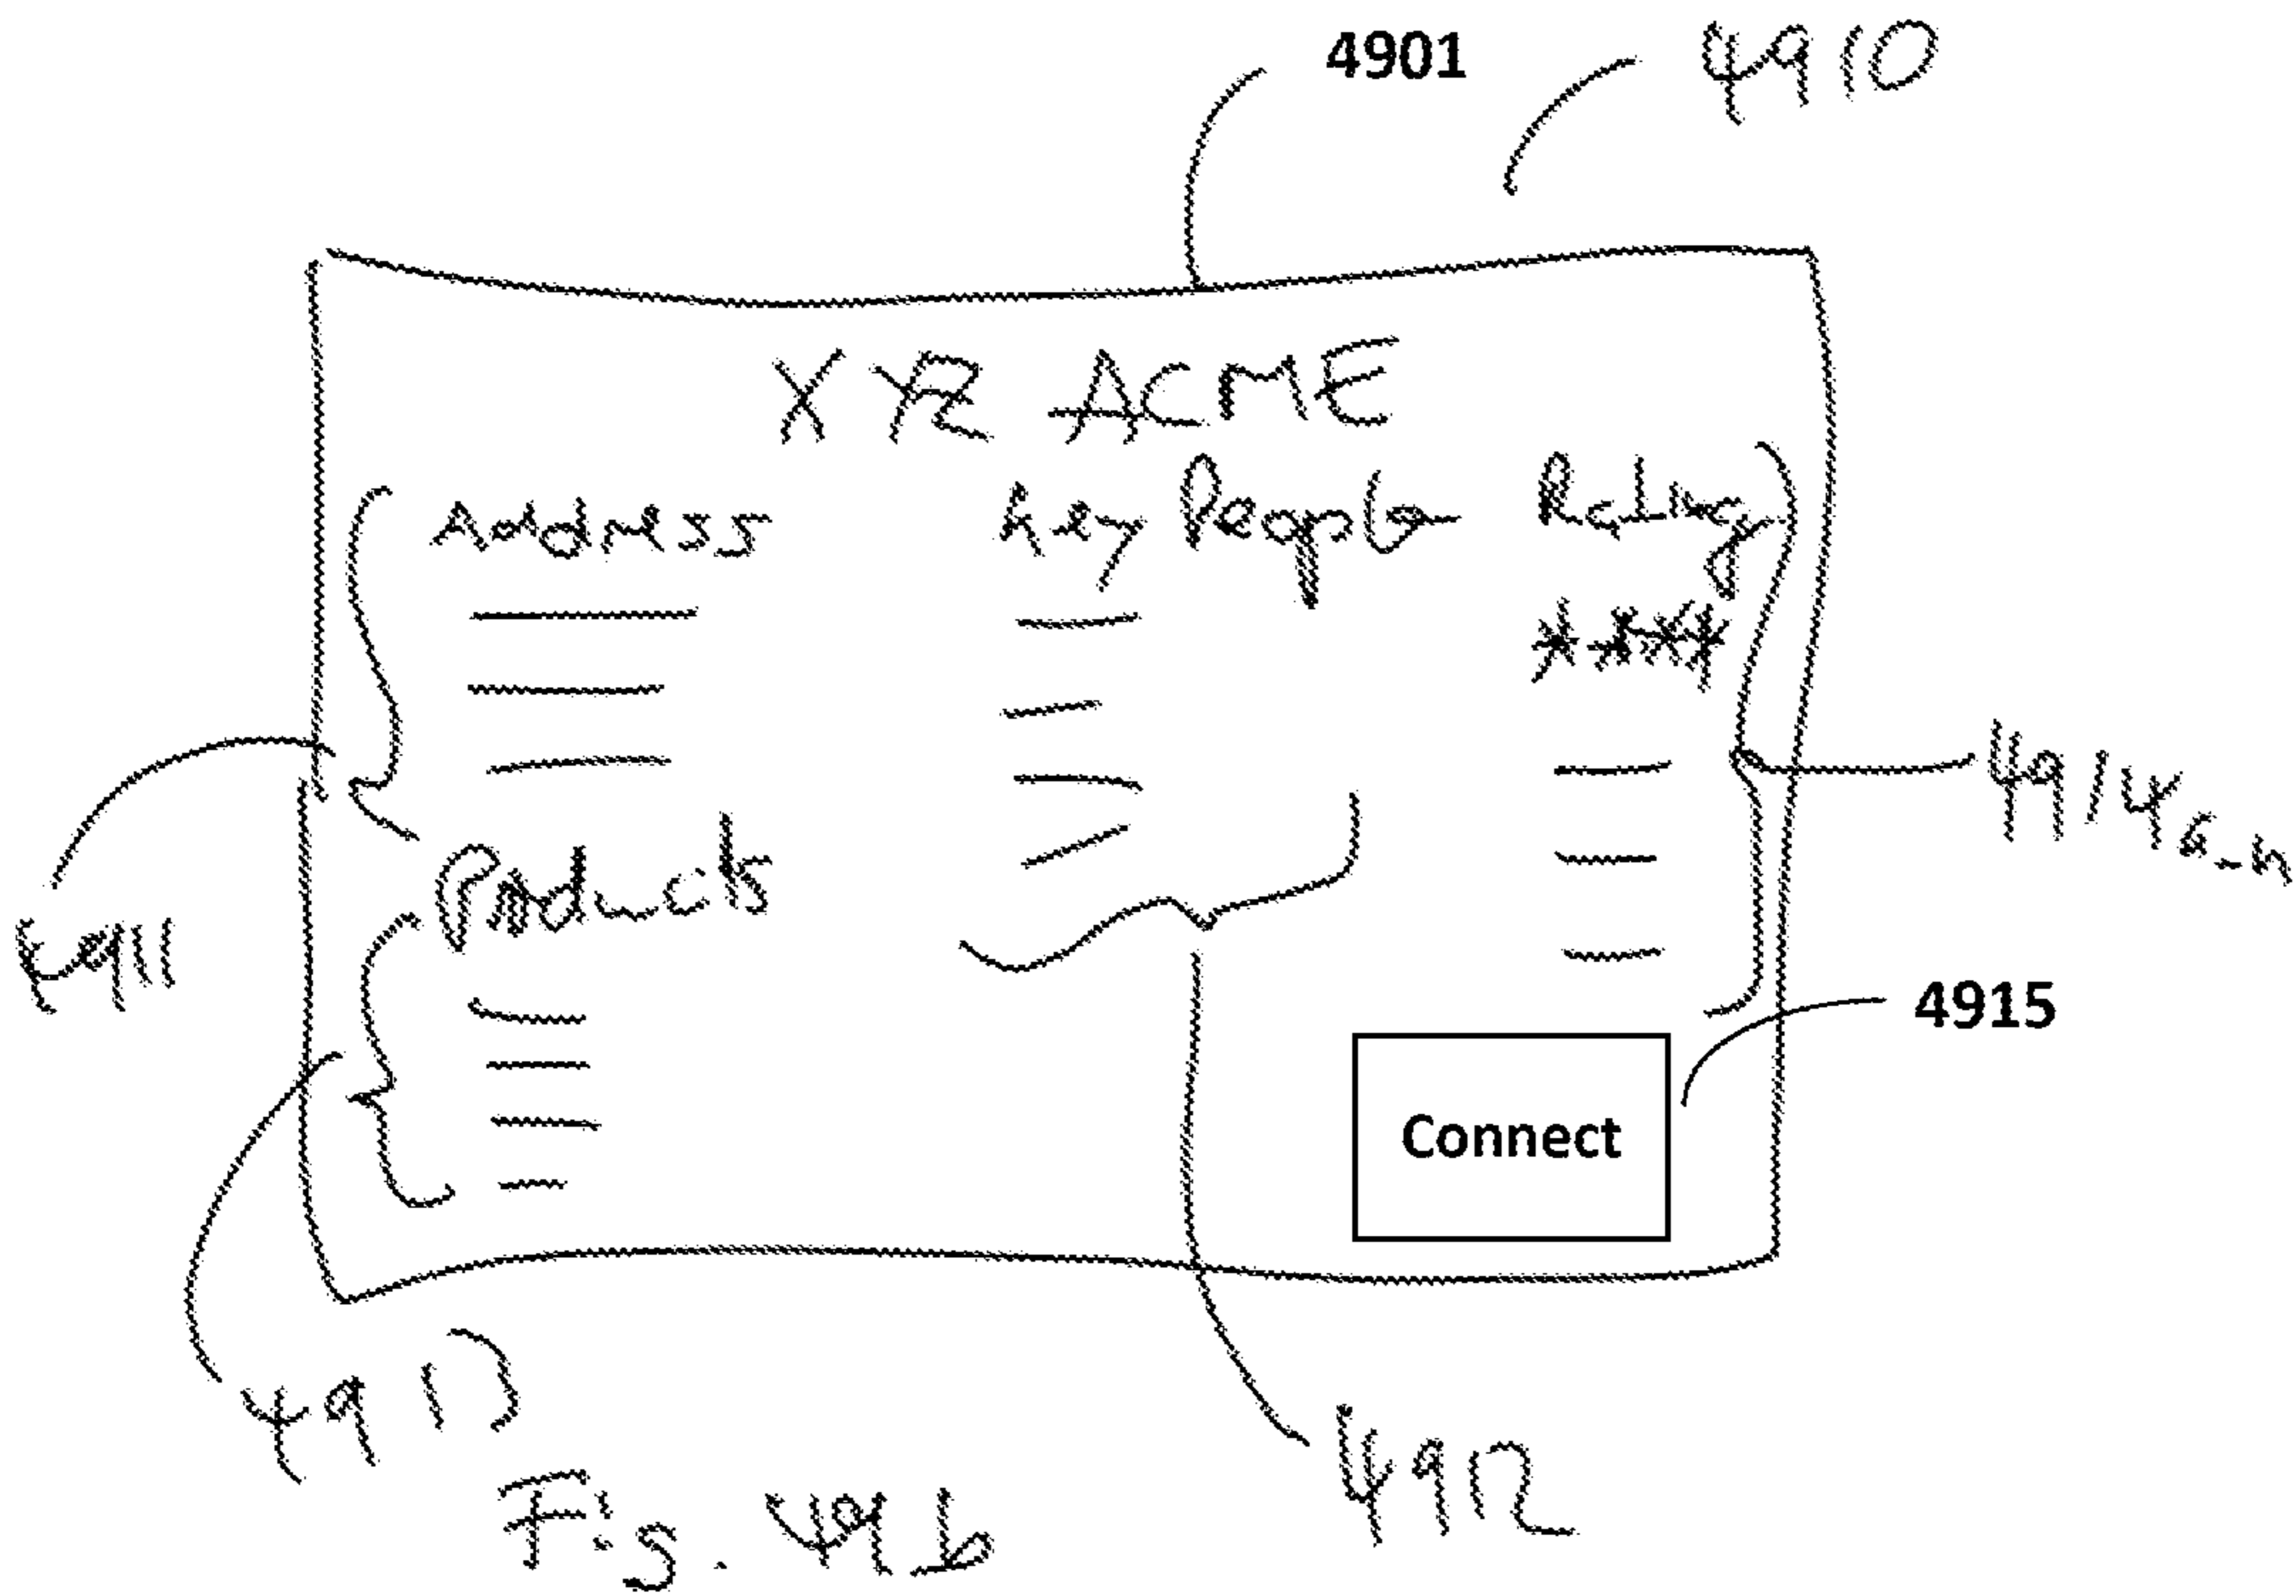 4901 4910
XYZ ACME
Address Key People Rating
****
4914a-n
Products
4911
4915
Connect
4913
4912
Fig. 49b